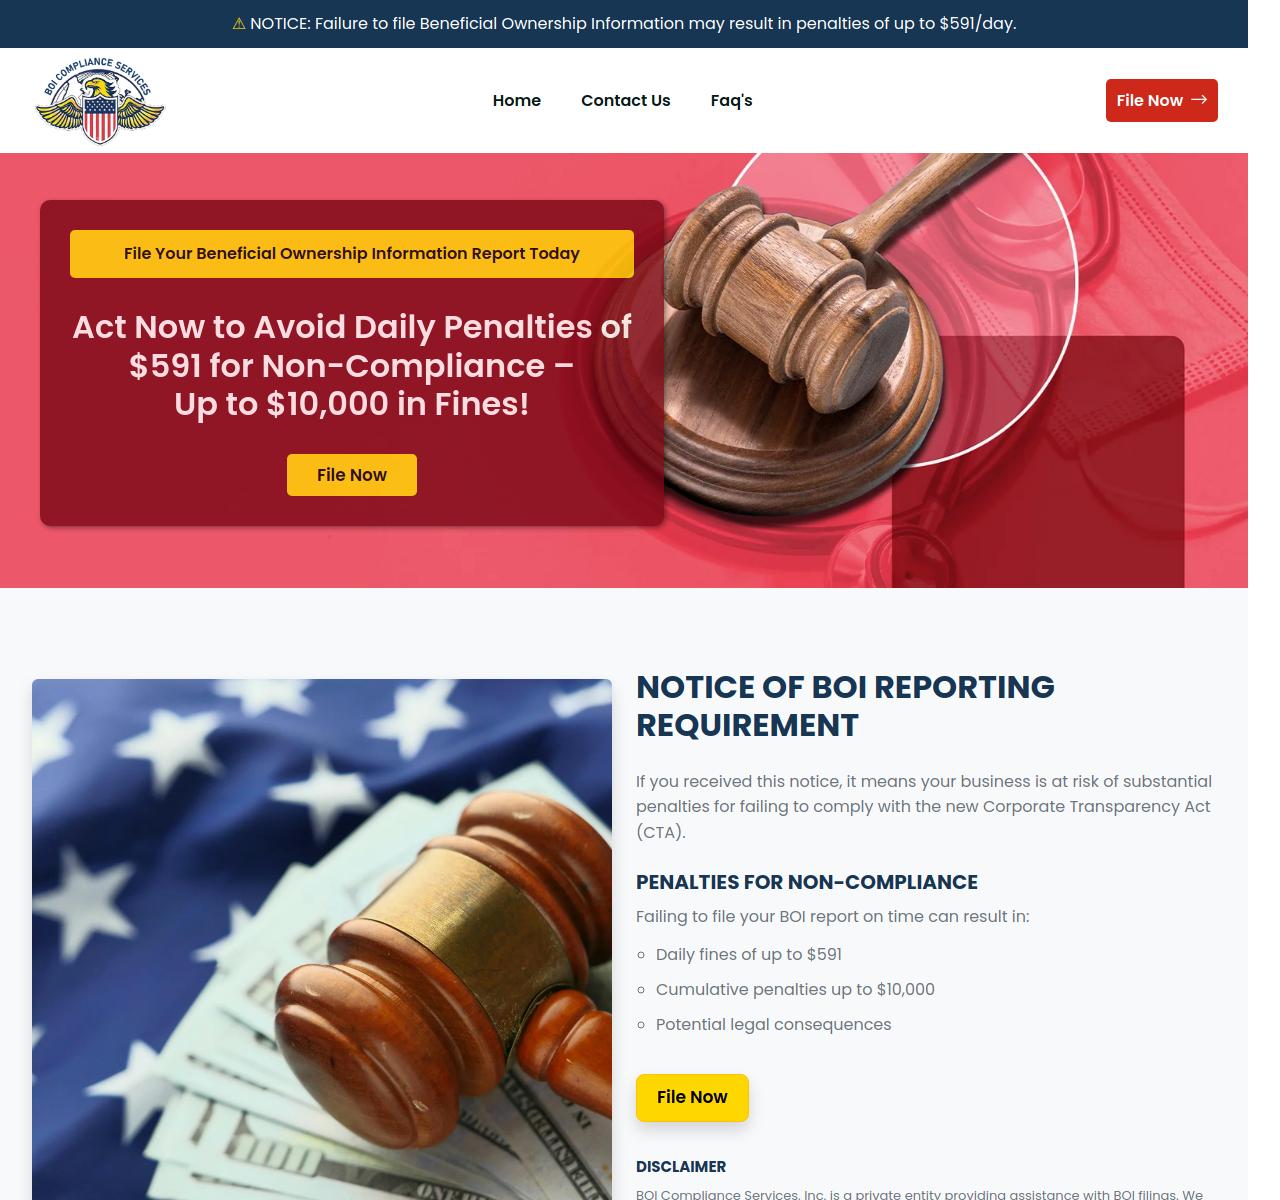 ⚠ NOTICE: Failure to file Beneficial Ownership Information may result in penalties of up to $591/day.
BOI COMPLIANCE SERVICES
Home
Contact Us
Faq's
File Now →
File Your Beneficial Ownership Information Report Today
Act Now to Avoid Daily Penalties of
$591 for Non-Compliance –
Up to $10,000 in Fines!
File Now
NOTICE OF BOI REPORTING
REQUIREMENT
If you received this notice, it means your business is at risk of substantial
penalties for failing to comply with the new Corporate Transparency Act
(CTA).
PENALTIES FOR NON-COMPLIANCE
Failing to file your BOI report on time can result in:
Daily fines of up to $591
Cumulative penalties up to $10,000
Potential legal consequences
File Now
DISCLAIMER
BOI Compliance Services, Inc. is a private entity providing assistance with BOI filings. We